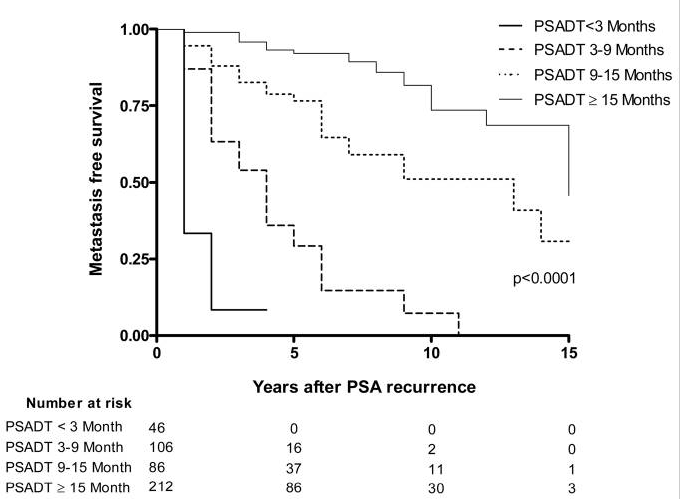 PSADT<3 Months
PSADT 3-9 Months
PSADT 9-15 Months
PSADT ≥ 15 Months
1.00
0.75
0.50
0.25
0.00
Metastasis free survival
p<0.0001
0 5 10 15
Years after PSA recurrence
Number at risk
PSADT < 3 Month 46 0 0 0
PSADT 3-9 Month 106 16 2 0
PSADT 9-15 Month 86 37 11 1
PSADT ≥ 15 Month 212 86 30 3